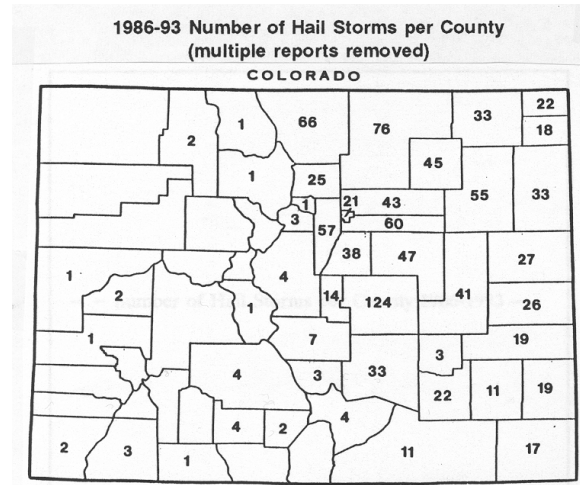 1986-93 Number of Hail Storms per County
(multiple reports removed)
COLORADO
22
1 66 76 33
18
2
45
1 25 55 33
1 21 43
3 7 60
57
38 47 27
1 4
2 14 124 41 26
1
1 7 19
3
4 3 33 11 19
22
4
4 2
2 3 11 17
1